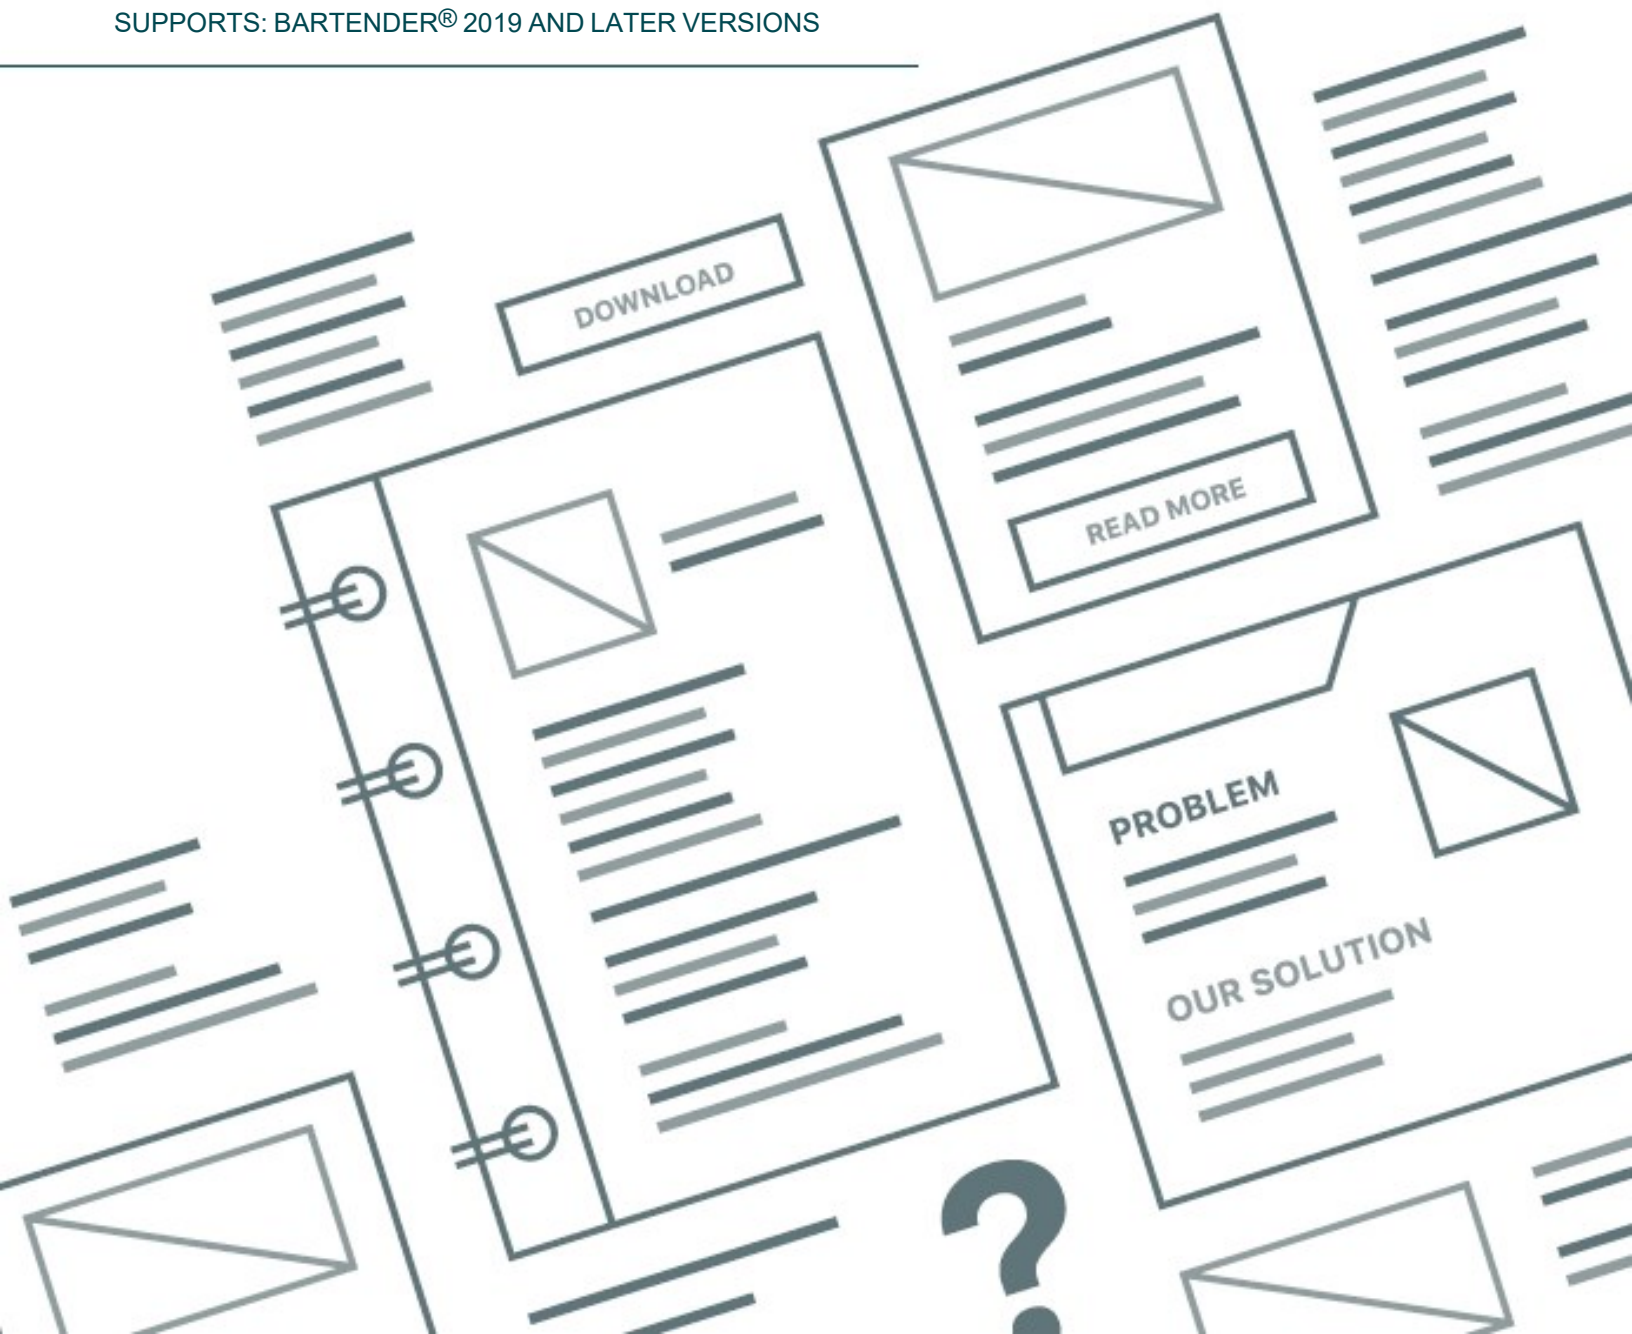 SUPPORTS: BARTENDER® 2019 AND LATER VERSIONS
DOWNLOAD
READ MORE
PROBLEM
OUR SOLUTION
?